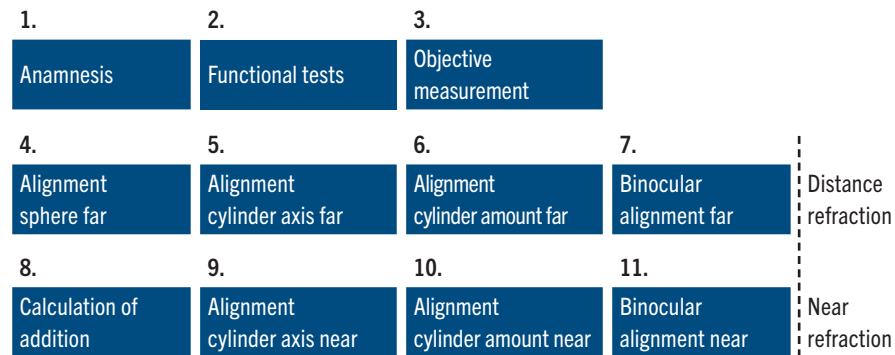 1.
2.
3.
Anamnesis
Functional tests
Objective
measurement
4.
5.
6.
7.
Alignment
sphere far
Alignment
cylinder axis far
Alignment
cylinder amount far
Binocular
alignment far
Distance
refraction
8.
9.
10.
11.
Calculation of
addition
Alignment
cylinder axis near
Alignment
cylinder amount near
Binocular
alignment near
Near
refraction